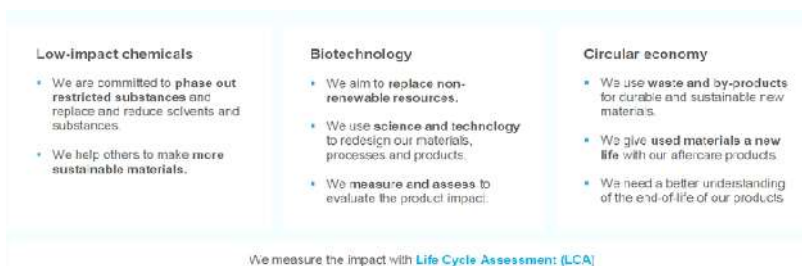 Low-impact chemicals
We are committed to phase out
restricted substances and
replace and reduce solvents and
substances.
We help others to make more
sustainable materials.
Biotechnology
We aim to replace non-
renewable resources.
We use science and technology
to redesign our materials,
processes and products.
We measure and assess to
evaluate the product impact.
Circular economy
We use waste and by-products
for durable and sustainable new
materials.
We give used materials a new
life with our aftercare products
We need a better understanding
of the end-of-life of our products
We measure the impact with Life Cycle Assessment (LCA)